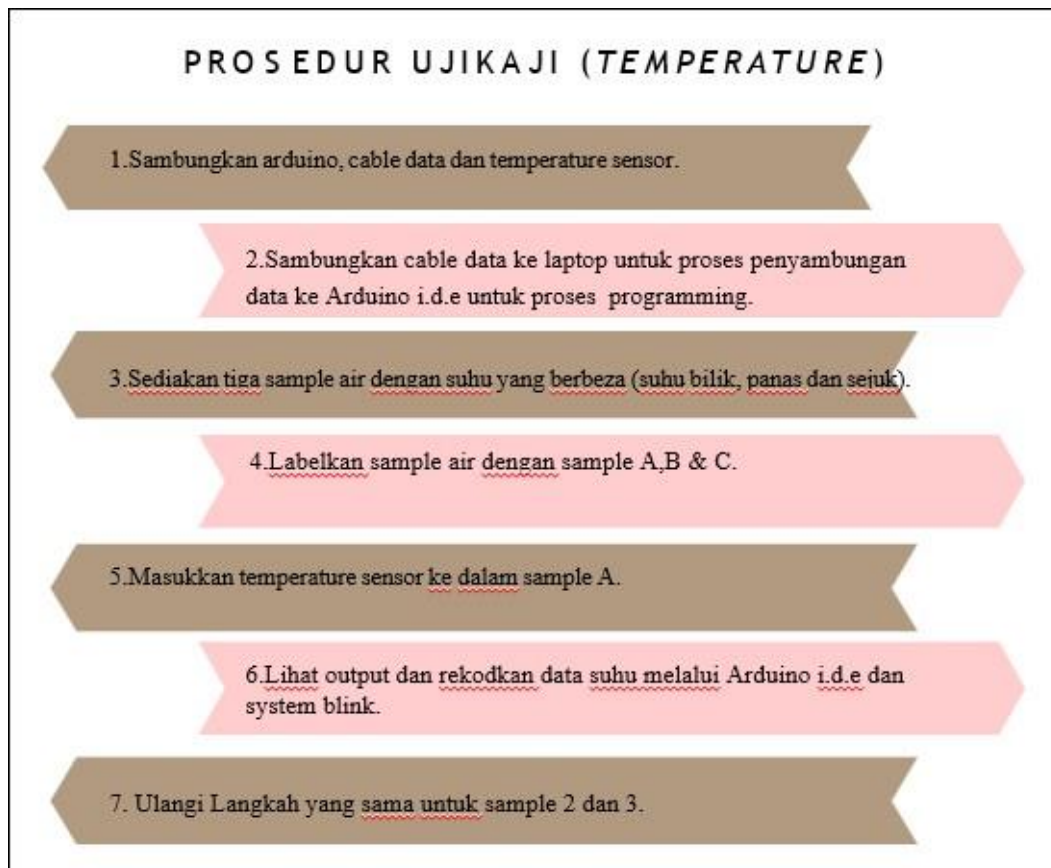 PROSEDUR UJIKAJI (TEMPERATURE)
1.Sambungkan arduino, cable data dan temperature sensor.
2.Sambungkan cable data ke laptop untuk proses penyambungan
data ke Arduino i.d.e untuk proses programming.
3.Sediakan tiga sample air dengan suhu yang berbeza (suhu bilik, panas dan sejuk).
4.Labelkan sample air dengan sample A,B & C.
5.Masukkan temperature sensor ke dalam sample A.
6.Lihat output dan rekodkan data suhu melalui Arduino i.d.e dan
system blink.
7. Ulangi Langkah yang sama untuk sample 2 dan 3.